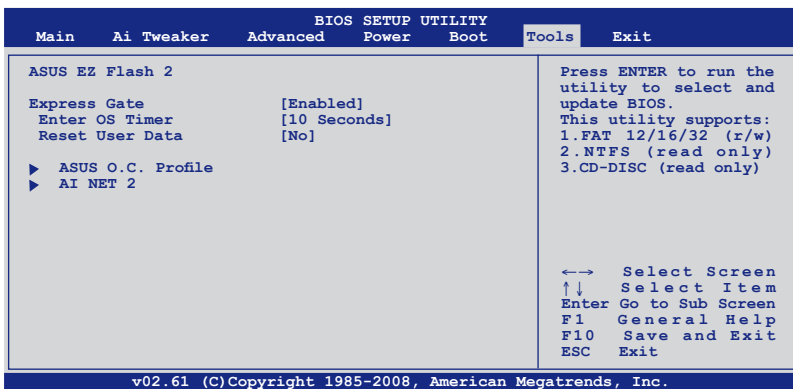 BIOS SETUP UTILITY
Main Ai Tweaker Advanced Power Boot Tools Exit
ASUS EZ Flash 2
Express Gate [Enabled]
Enter OS Timer [10 Seconds]
Reset User Data [No]
ASUS O.C. Profile
AI NET 2
Press ENTER to run the
utility to select and
update BIOS.
This utility supports:
1.FAT 12/16/32 (r/w)
2.NTFS (read only)
3.CD-DISC (read only)
←→ Select Screen
↑↓ Select Item
Enter Go to Sub Screen
F1 General Help
F10 Save and Exit
ESC Exit
v02.61 (C)Copyright 1985-2008, American Megatrends, Inc.